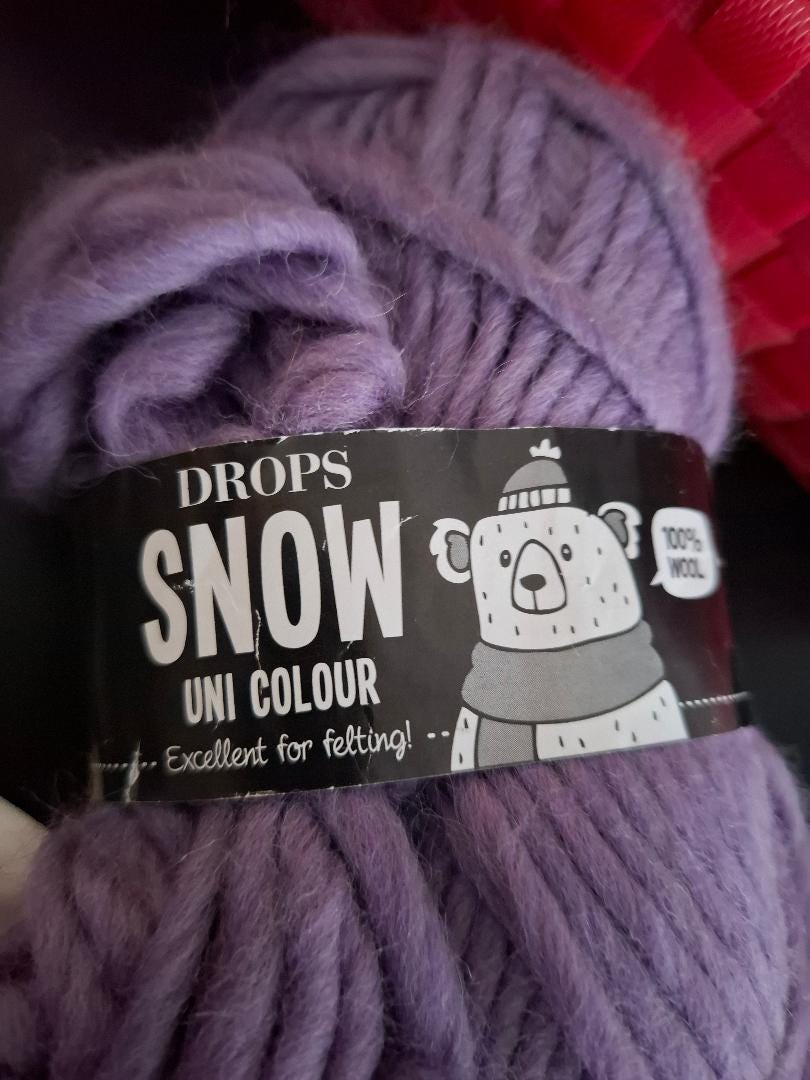 DROPS
SNOW
UNI COLOUR
Excellent for felting!
100%
WOOL